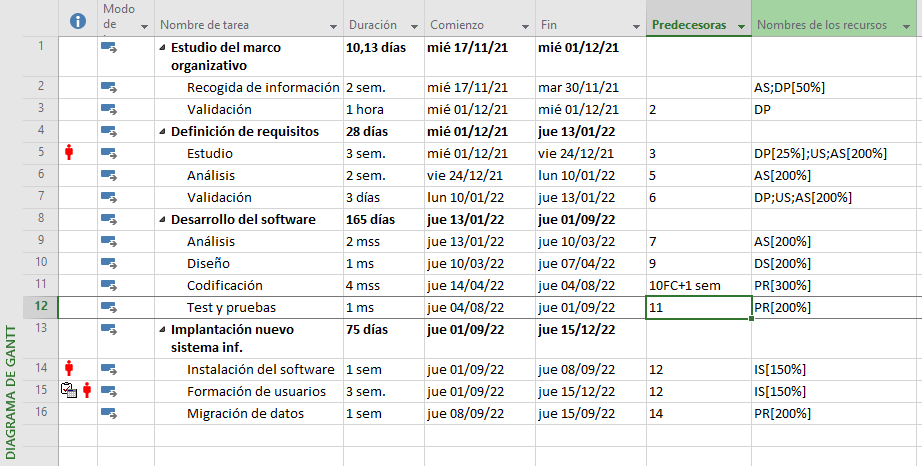 Modo de
Nombre de tarea Duración Comienzo Fin Predecesoras Nombres de los recursos
1 Estudio del marco organizativo 10,13 días mié 17/11/21 mié 01/12/21
2 Recogida de información 2 sem. mié 17/11/21 mar 30/11/21 AS;DP[50%]
3 Validación 1 hora mié 01/12/21 mié 01/12/21 2 DP
4 Definición de requisitos 28 días mié 01/12/21 jue 13/01/22
5 Estudio 3 sem. mié 01/12/21 vie 24/12/21 3 DP[25%];US;AS[200%]
6 Análisis 2 sem. vie 24/12/21 lun 10/01/22 5 AS[200%]
7 Validación 3 días lun 10/01/22 jue 13/01/22 6 DP;US;AS[200%]
8 Desarrollo del software 165 días jue 13/01/22 jue 01/09/22
9 Análisis 2 mss jue 13/01/22 jue 10/03/22 7 AS[200%]
10 Diseño 1 ms jue 10/03/22 jue 07/04/22 9 DS[200%]
11 Codificación 4 mss jue 14/04/22 jue 04/08/22 10FC+1 sem PR[300%]
12 Test y pruebas 1 ms jue 04/08/22 jue 01/09/22 11 PR[200%]
13 Implantación nuevo sistema inf. 75 días jue 01/09/22 jue 15/12/22
14 Instalación del software 1 sem jue 01/09/22 jue 08/09/22 12 IS[150%]
15 Formación de usuarios 3 sem. jue 01/09/22 jue 15/12/22 12 IS[150%]
16 Migración de datos 1 sem jue 08/09/22 jue 15/09/22 14 PR[200%]
DIAGRAMA DE GANTT